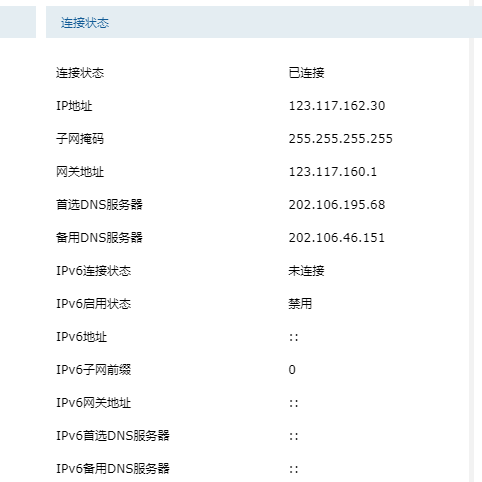 连接状态
连接状态 已连接
IP地址 123.117.162.30
子网掩码 255.255.255.255
网关地址 123.117.160.1
首选DNS服务器 202.106.195.68
备用DNS服务器 202.106.46.151
IPv6连接状态 未连接
IPv6启用状态 禁用
IPv6地址 ::
IPv6子网前缀 0
IPv6网关地址 ::
IPv6首选DNS服务器 ::
IPv6备用DNS服务器 ::